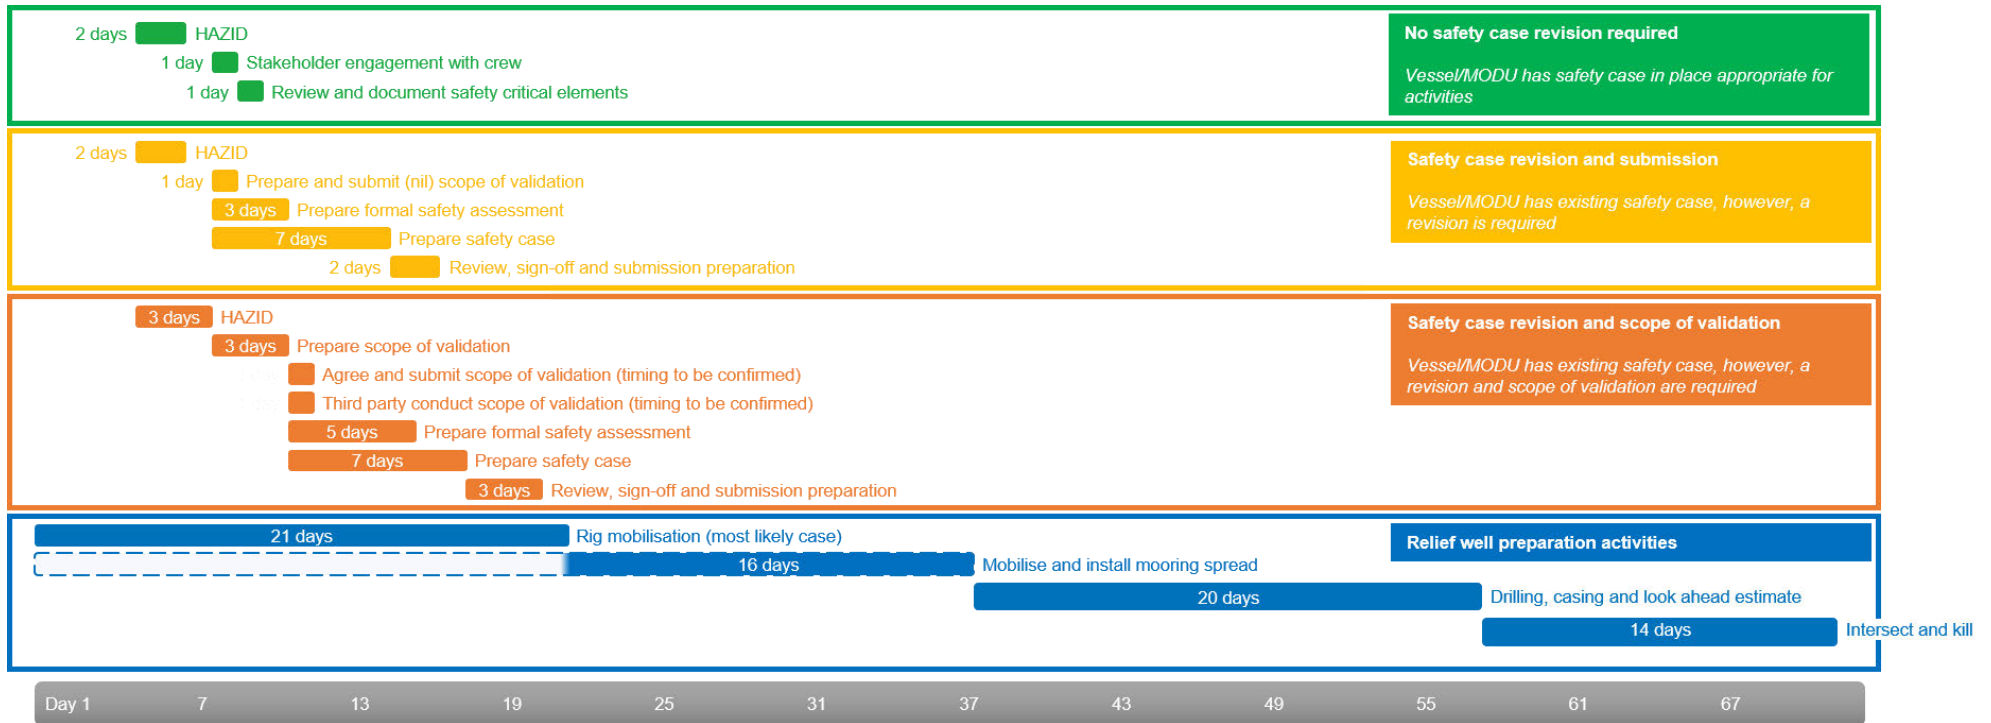 2 days HAZID
1 day Stakeholder engagement with crew
1 day Review and document safety critical elements
No safety case revision required
Vessel/MODU has safety case in place appropriate for
activities
2 days HAZID
1 day Prepare and submit (nil) scope of validation
3 days Prepare formal safety assessment
7 days Prepare safety case
2 days Review, sign-off and submission preparation
Safety case revision and submission
Vessel/MODU has existing safety case, however, a
revision is required
3 days HAZID
3 days Prepare scope of validation
Agree and submit scope of validation (timing to be confirmed)
Third party conduct scope of validation (timing to be confirmed)
5 days Prepare formal safety assessment
7 days Prepare safety case
3 days Review, sign-off and submission preparation
Safety case revision and scope of validation
Vessel/MODU has existing safety case, however, a
revision and scope of validation are required
21 days Rig mobilisation (most likely case)
16 days Mobilise and install mooring spread
20 days Drilling, casing and look ahead estimate
14 days Intersect and kill
Relief well preparation activities
Day 1 7 13 19 25 31 37 43 49 55 61 67